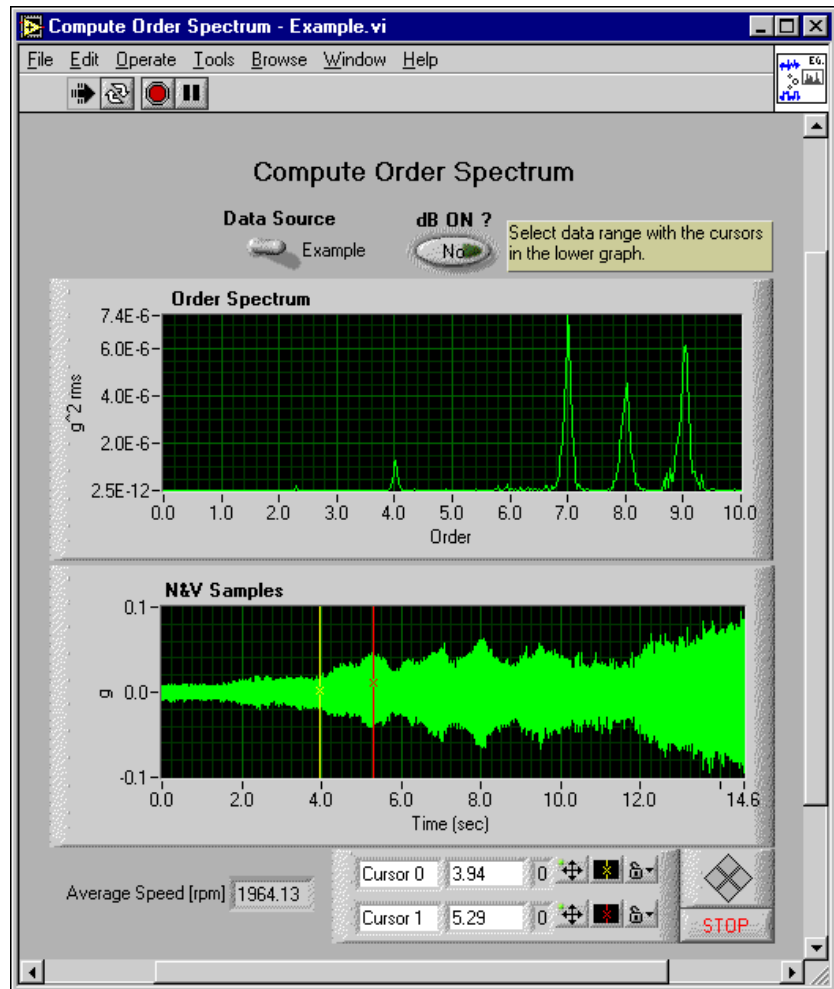 Compute Order Spectrum - Example.vi
File Edit Operate Tools Browse Window Help
EG.
Compute Order Spectrum
Data Source
Example
dB ON ?
No
Select data range with the cursors
in the lower graph.
Order Spectrum
7.4E-6
6.0E-6
4.0E-6
2.0E-6
2.5E-12
g^2 rms
0.0 1.0 2.0 3.0 4.0 5.0 6.0 7.0 8.0 9.0 10.0
Order
N&V Samples
0.1
0.0
-0.1
g
0.0 2.0 4.0 6.0 8.0 10.0 12.0 14.6
Time (sec)
Average Speed [rpm] 1964.13
Cursor 0 3.94 0
Cursor 1 5.29 0
STOP